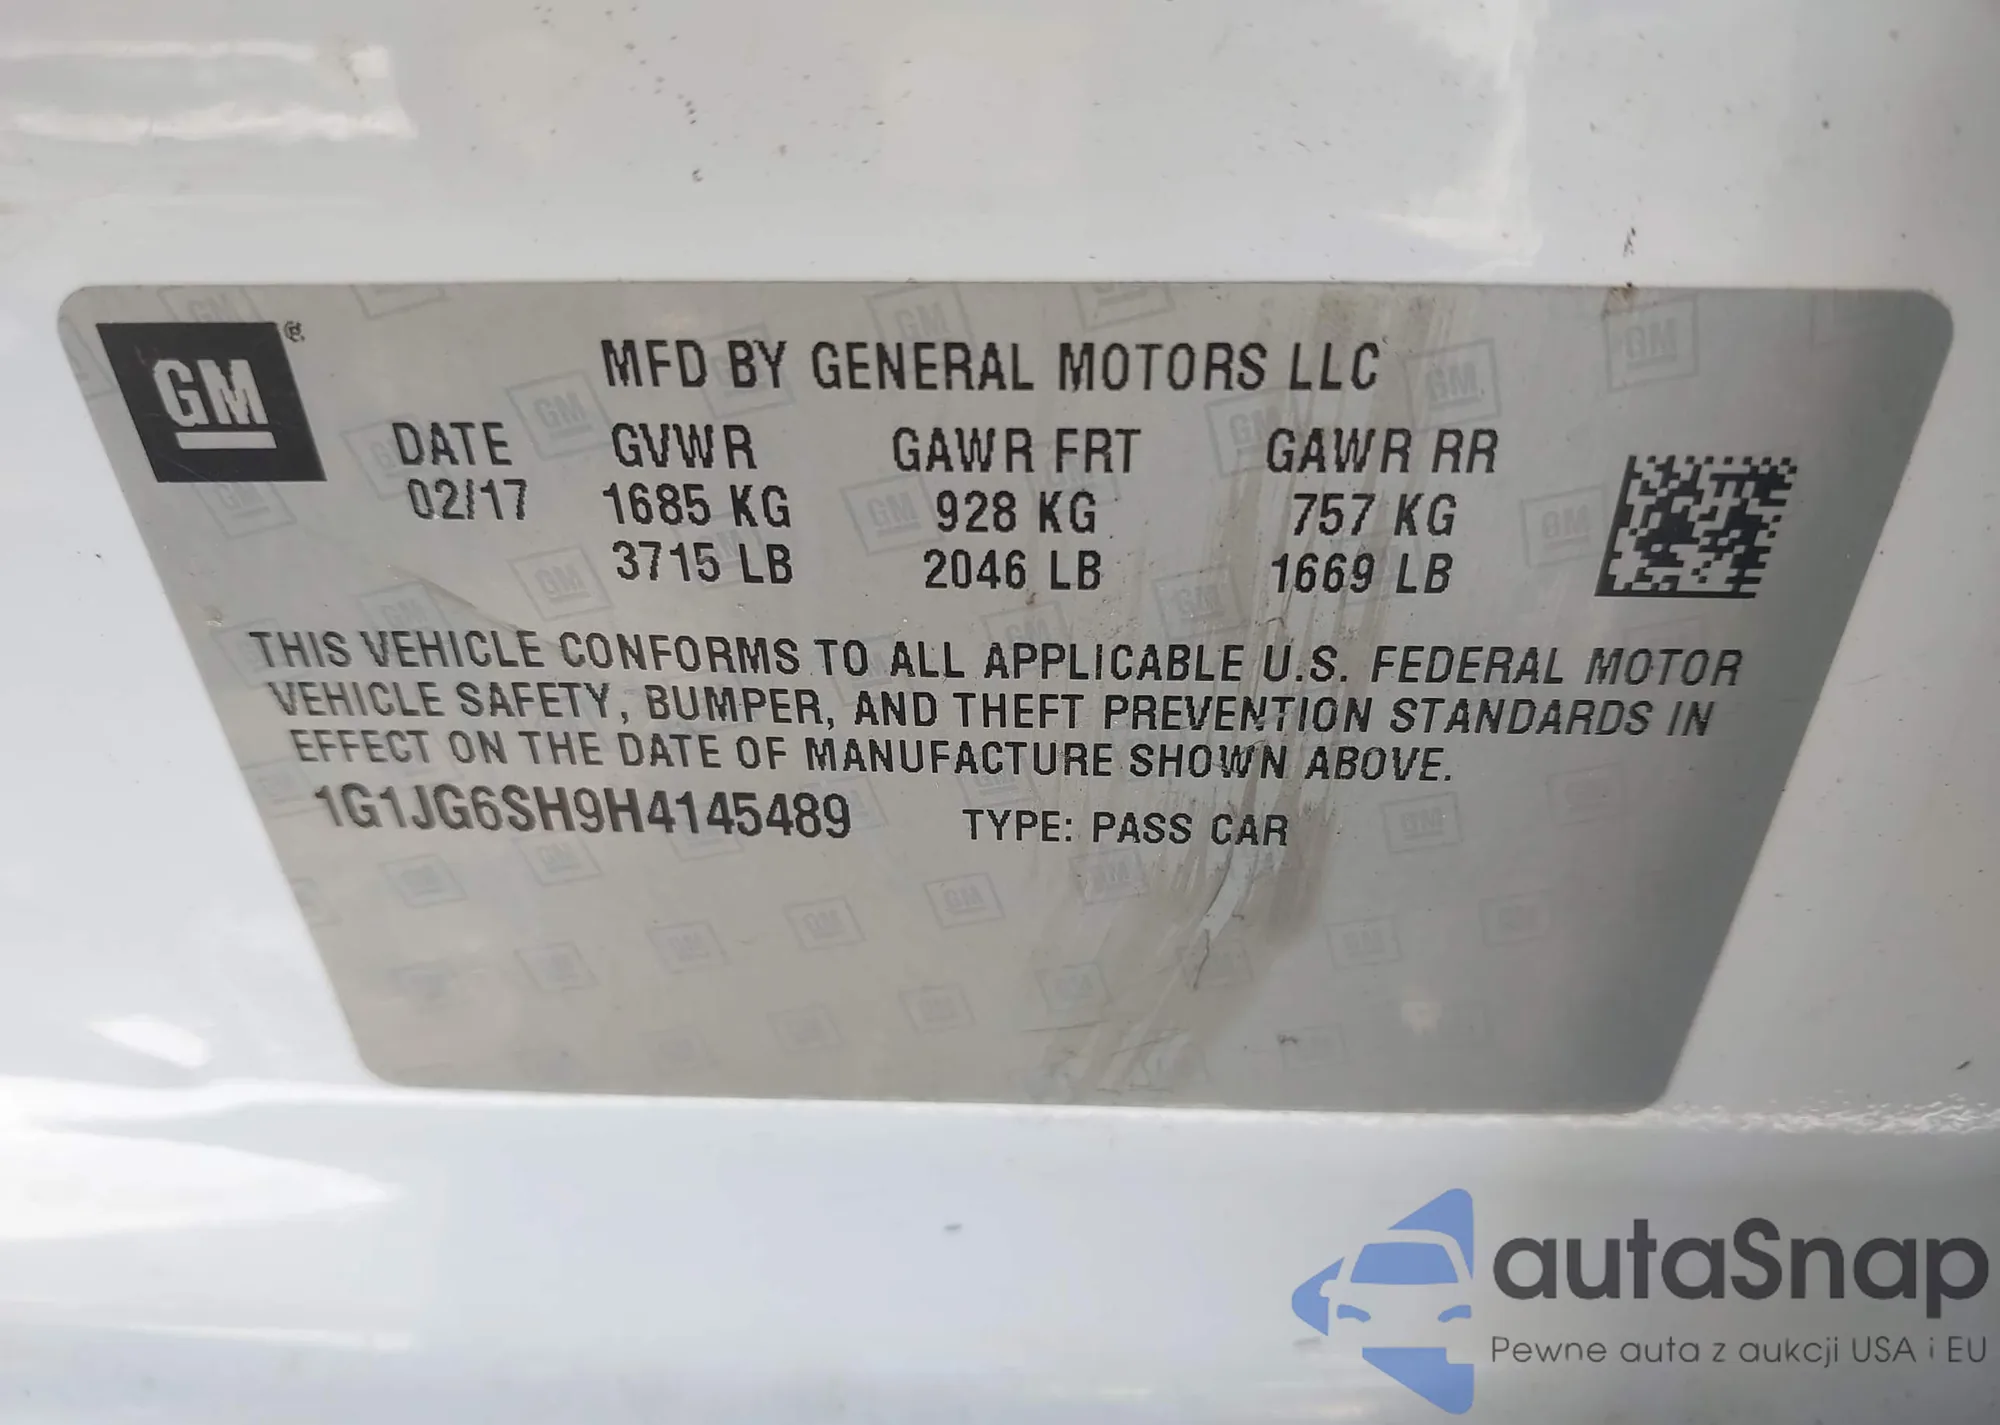 GM ®
MFD BY GENERAL MOTORS LLC
DATE GVWR GAWR FRT GAWR RR
02/17 1685 KG 928 KG 757 KG
3715 LB 2046 LB 1669 LB
THIS VEHICLE CONFORMS TO ALL APPLICABLE U.S. FEDERAL MOTOR
VEHICLE SAFETY, BUMPER, AND THEFT PREVENTION STANDARDS IN
EFFECT ON THE DATE OF MANUFACTURE SHOWN ABOVE.
1G1JG6SH9H4145489 TYPE: PASS CAR
autaSnap
Pewne auta z aukcji USA i EU